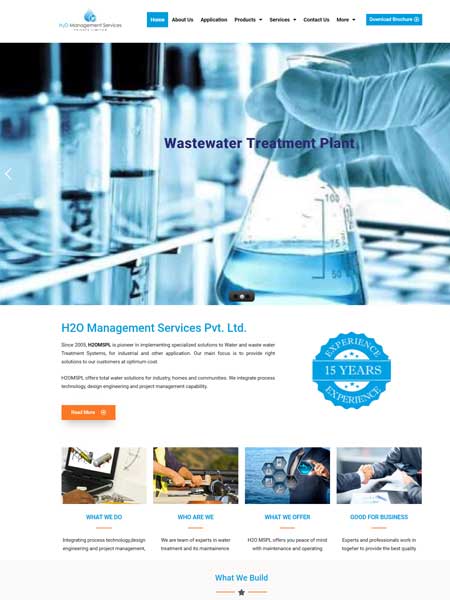 H2O Management Services
PRIVATE LIMITED
Home About Us Application Products Services Contact Us More Download Brochure
Wastewater Treatment Plant
50
100
75
50
H2O Management Services Pvt. Ltd.
Since 2005, H2OMSPL is pioneer in implementing specialized solutions to Water and waste water
Treatment Systems, for industrial and other application. Our main focus is to provide right
solutions to our customers at optimum cost.
H2OMSPL offers total water solutions for industry, homes and communities. We integrate process
technology, design engineering and project management capability.
Read More
EXPERIENCE
15 YEARS
EXPERIENCE
WHAT WE DO
Integrating process technology,design
engineering and project management,
WHO ARE WE
We are team of experts in water
treatment and its maintainence
WHAT WE OFFER
H2O MSPL offers you peace of mind
with maintenance and operating
GOOD FOR BUSINESS
Experts and professionals work in
togeher to provide the best quality
What We Build